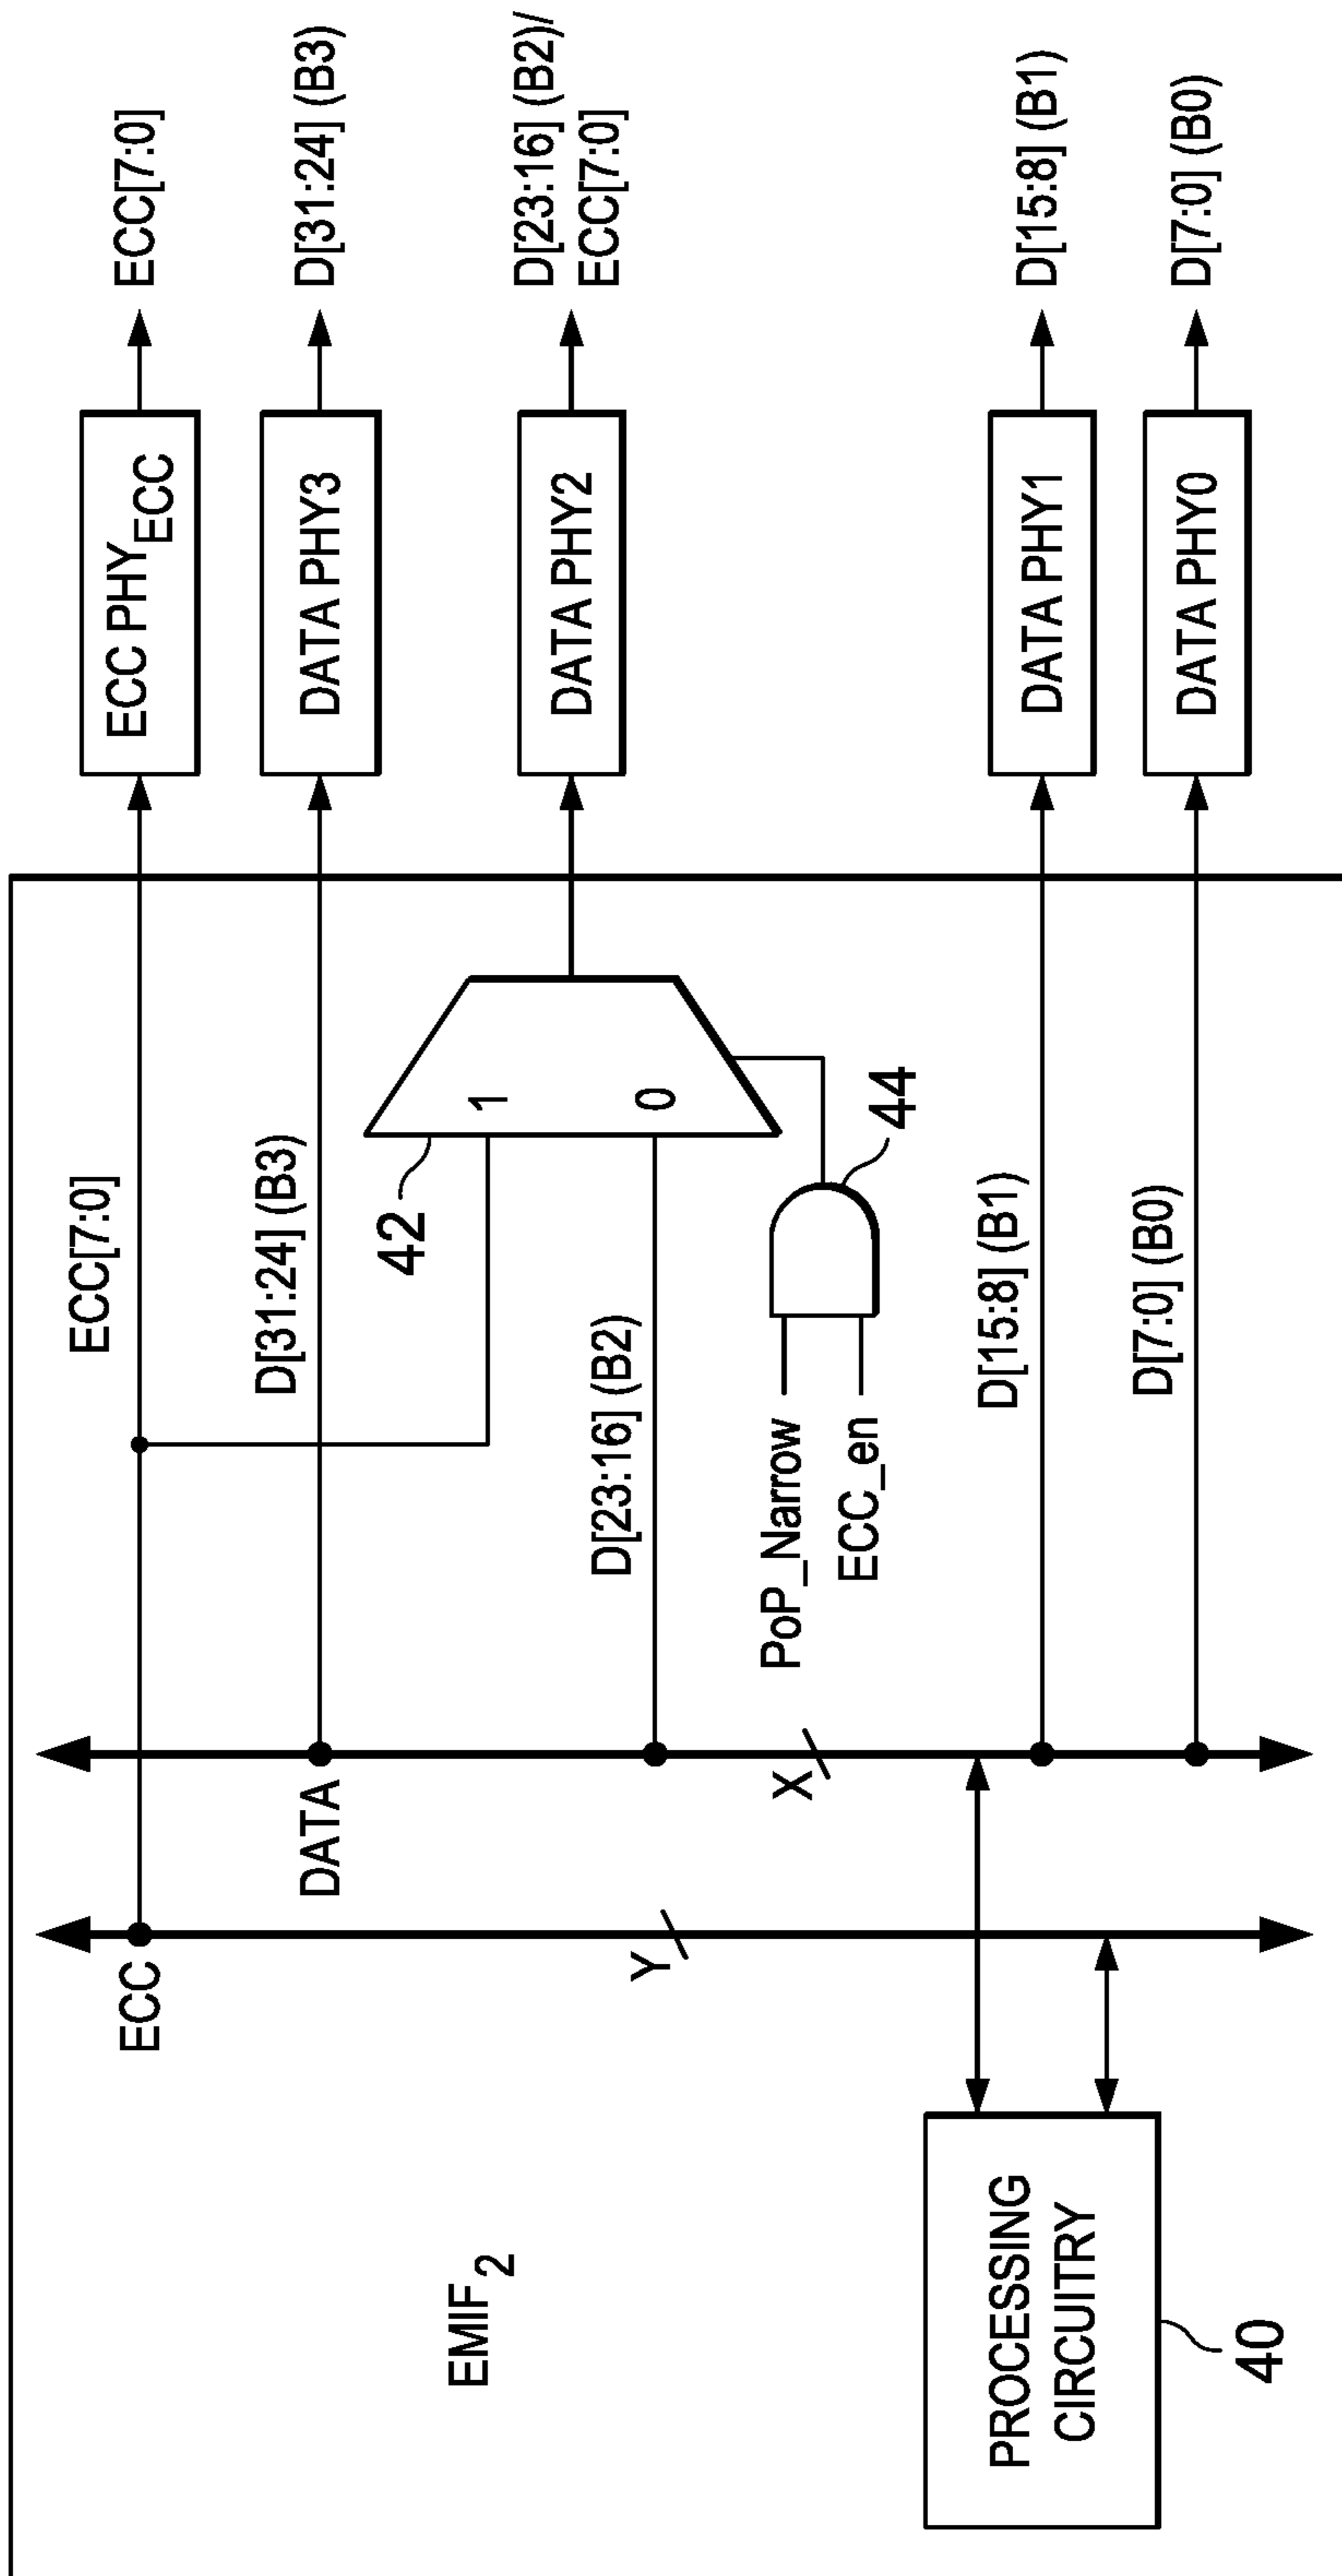 EMIF2
PROCESSING
CIRCUITRY
40
ECC
Y
DATA
X
ECC[7:0]
D[31:24] (B3)
D[23:16] (B2)
42
1
0
PoP_Narrow
ECC_en
44
D[15:8] (B1)
D[7:0] (B0)
ECC PHYECC
DATA PHY3
DATA PHY2
DATA PHY1
DATA PHY0
ECC[7:0]
D[31:24] (B3)
D[23:16] (B2)/
ECC[7:0]
D[15:8] (B1)
D[7:0] (B0)